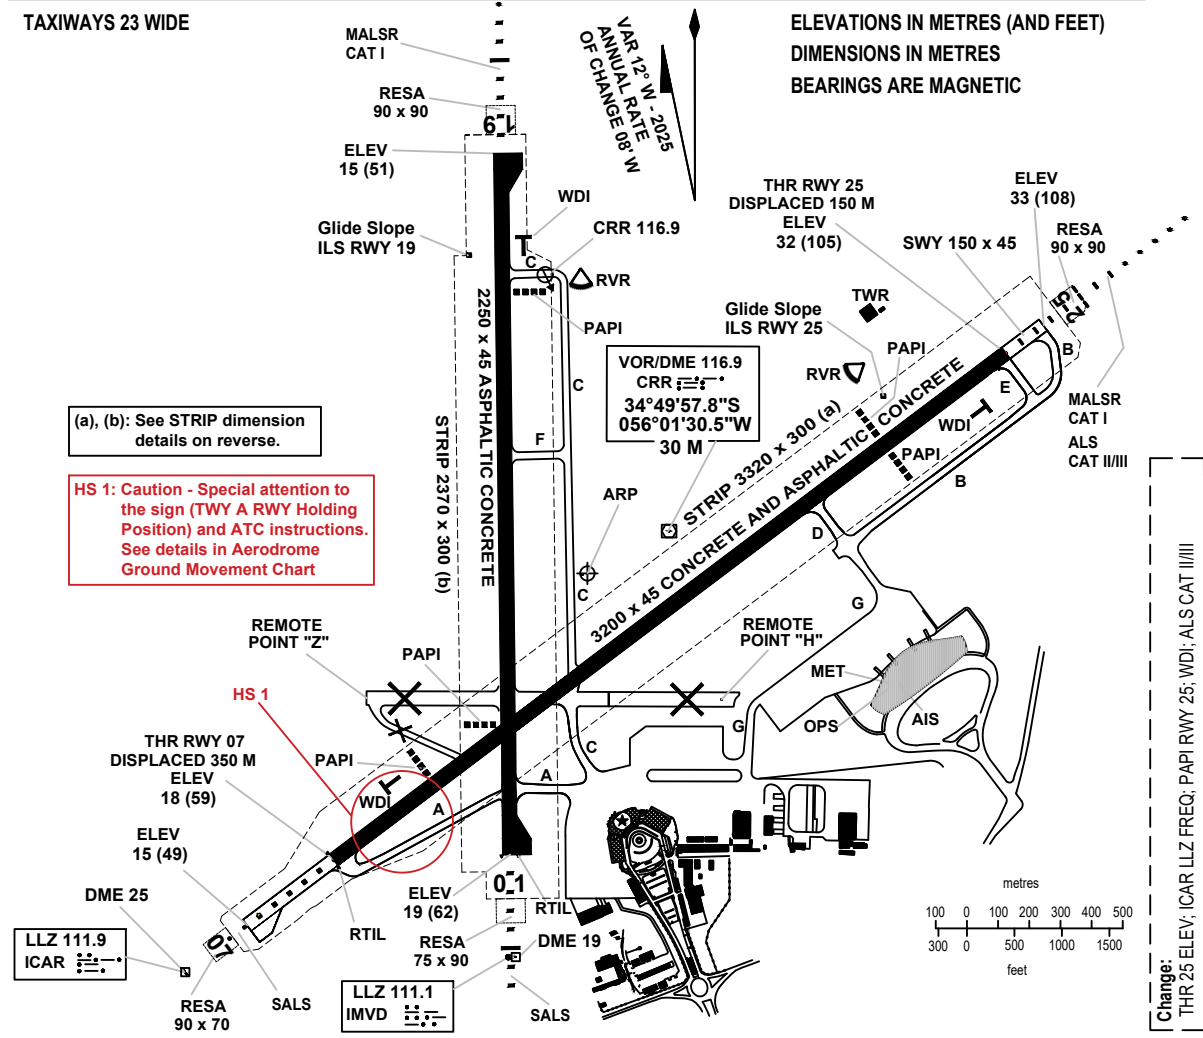 TAXIWAYS 23 WIDE
ELEVATIONS IN METRES (AND FEET)
DIMENSIONS IN METRES
BEARINGS ARE MAGNETIC
VAR 12° W - 2025
ANNUAL RATE
OF CHANGE 08' W
MALSR
CAT I
RESA
90 x 90
19
ELEV
15 (51)
WDI
CRR 116.9
Glide Slope
ILS RWY 19
C
RVR
PAPI
THR RWY 25
DISPLACED 150 M
ELEV
32 (105)
ELEV
33 (108)
SWY 150 x 45
RESA
90 x 90
25
TWR
Glide Slope
ILS RWY 25
PAPI
RVR
B
E
MALSR
CAT I
ALS
CAT II/III
WDI
PAPI
B
VOR/DME 116.9
CRR
34°49'57.8"S
056°01'30.5"W
30 M
C
F
2250 x 45 ASPHALTIC CONCRETE
STRIP 2370 x 300 (b)
STRIP 3320 x 300 (a)
3200 x 45 CONCRETE AND ASPHALTIC CONCRETE
(a), (b): See STRIP dimension
details on reverse.
HS 1: Caution - Special attention to
the sign (TWY A RWY Holding
Position) and ATC instructions.
See details in Aerodrome
Ground Movement Chart
ARP
C
D
G
REMOTE
POINT "Z"
PAPI
REMOTE
POINT "H"
MET
OPS
AIS
G
HS 1
THR RWY 07
DISPLACED 350 M
ELEV
18 (59)
PAPI
WDI
A
A
C
ELEV
15 (49)
DME 25
LLZ 111.9
ICAR
07
RESA
90 x 70
SALS
RTIL
ELEV
19 (62)
01
RTIL
RESA
75 x 90
DME 19
LLZ 111.1
IMVD
SALS
metres
100 0 100 200 300 400 500
300 0 500 1000 1500
feet
Change:
THR 25 ELEV; ICAR LLZ FREQ; PAPI RWY 25; WDI; ALS CAT II/III